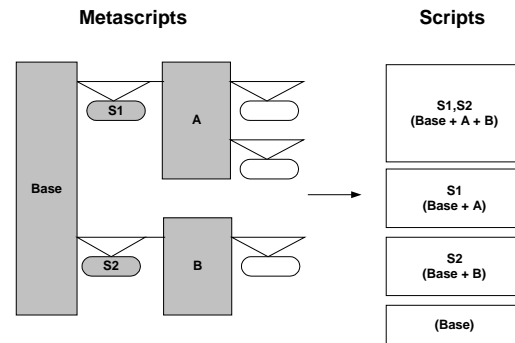 Metascripts
Scripts
S1
A
Base
S2
B
S1,S2
(Base + A + B)
S1
(Base + A)
S2
(Base + B)
(Base)